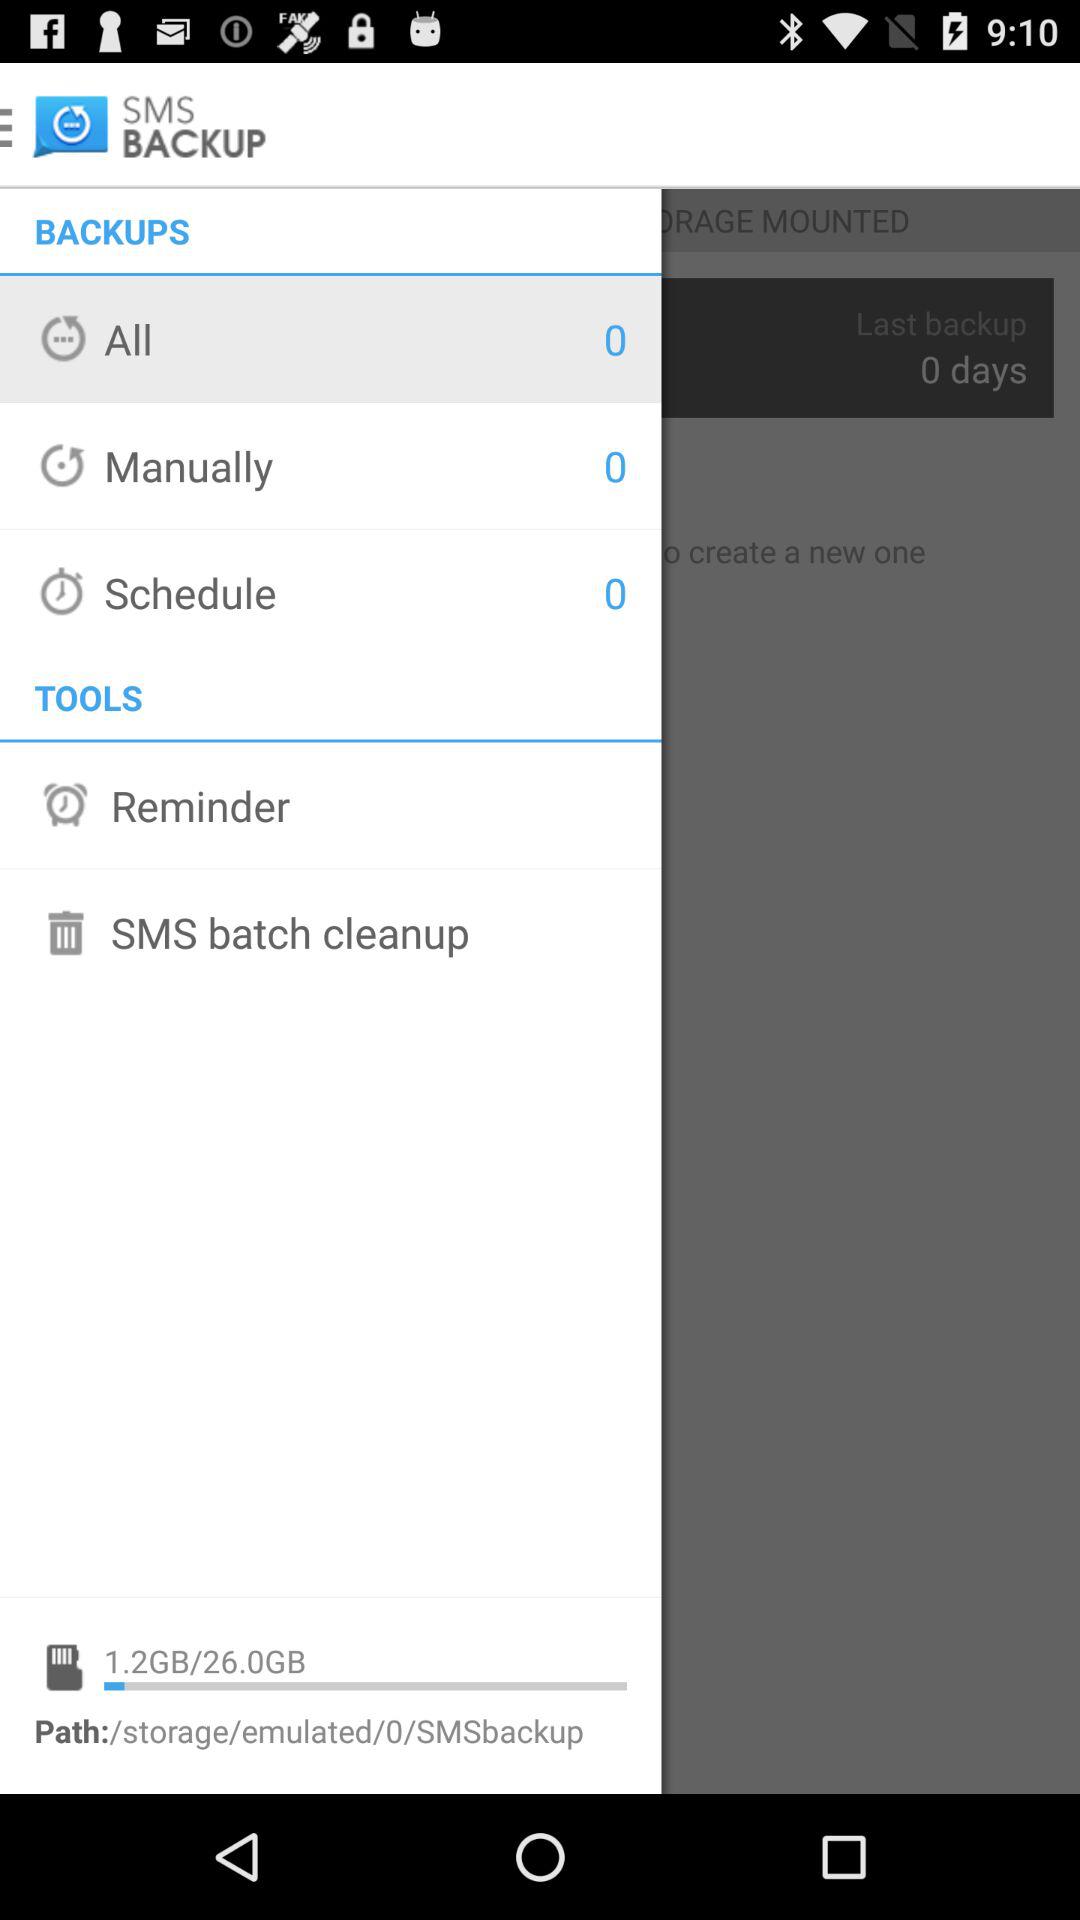 FAKE
9:10
SMS
BACKUP
BACKUPS
All 0
Manually 0
Schedule 0
TOOLS
Reminder
SMS batch cleanup
1.2GB/26.0GB
Path:/storage/emulated/0/SMSbackup
MOUNTED
Last backup
0 days
create a new one